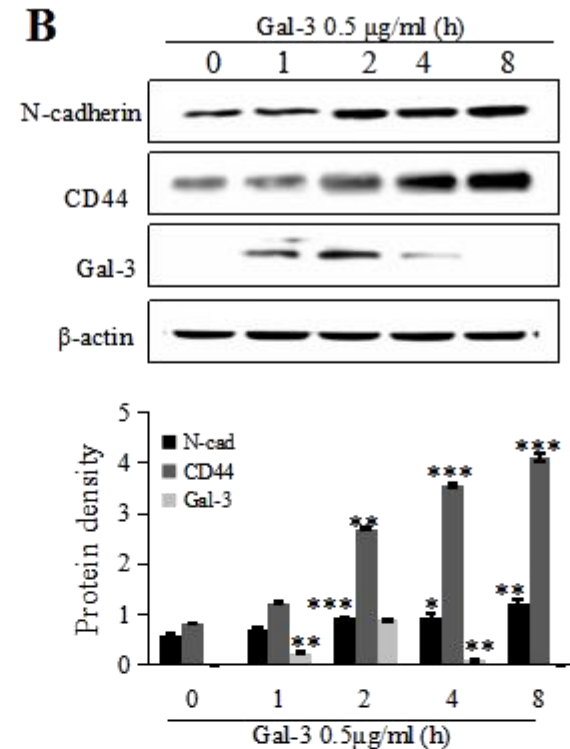 B
Gal-3 0.5 µg/ml (h)
0 1 2 4 8
N-cadherin
CD44
Gal-3
β-actin
Protein density
5
4
3
2
1
0
N-cad
CD44
Gal-3
**
***
**
***
*
**
***
**
0 1 2 4 8
Gal-3 0.5µg/ml (h)